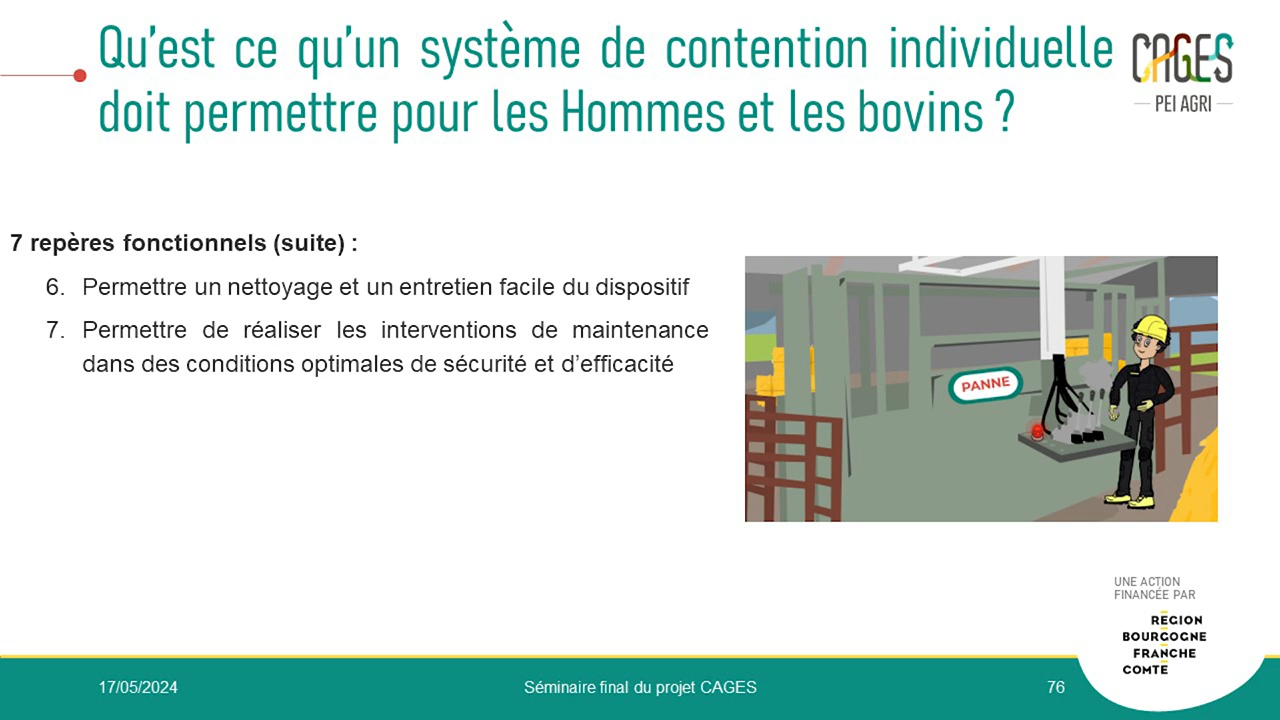 Qu’est ce qu’un système de contention individuelle
doit permettre pour les Hommes et les bovins ?
CAGES
PEI AGRI
7 repères fonctionnels (suite) :
6. Permettre un nettoyage et un entretien facile du dispositif
7. Permettre de réaliser les interventions de maintenance
dans des conditions optimales de sécurité et d’efficacité
PANNE
UNE ACTION
FINANCÉE PAR
RÉGION
BOURGOGNE
FRANCHE
COMTE
17/05/2024
Séminaire final du projet CAGES
76